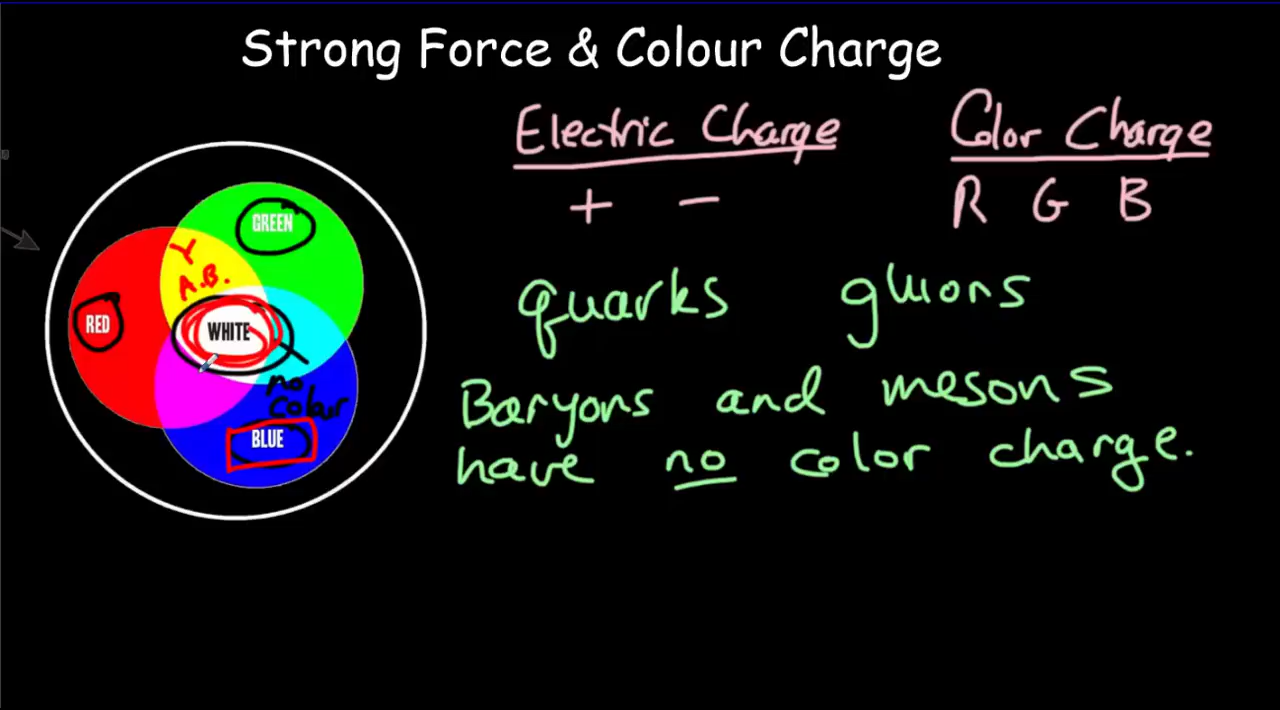 Strong Force & Colour Charge
Electric Charge
Color Charge
+ −
R G B
GREEN
Y
A.B.
RED
WHITE
no
colour
BLUE
quarks gluons
Baryons and mesons
have no color charge.